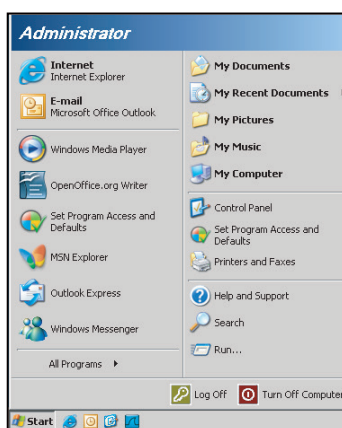 Administrator
Internet
Internet Explorer
E-mail
Microsoft Office Outlook
Windows Media Player
OpenOffice.org Writer
Set Program Access and
Defaults
MSN Explorer
Outlook Express
Windows Messenger
All Programs
My Documents
My Recent Documents
My Pictures
My Music
My Computer
Control Panel
Set Program Access and
Defaults
Printers and Faxes
Help and Support
Search
Run...
Log Off
Turn Off Computer
Start